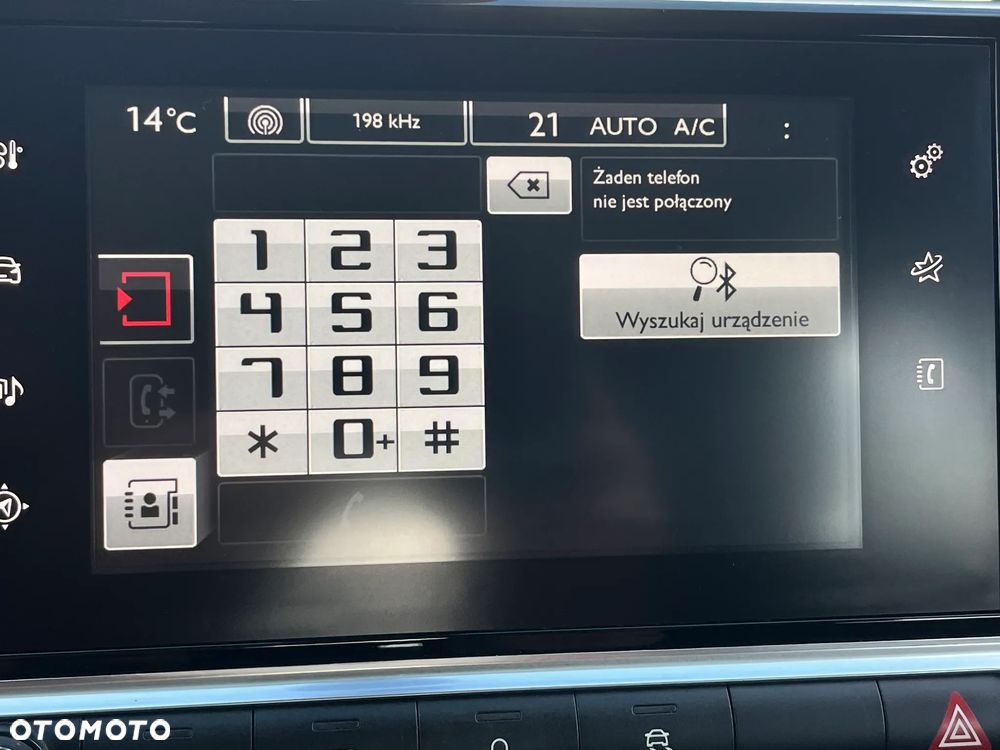 14°C
198 kHz
21 AUTO A/C
:
Żaden telefon
nie jest połączony
1 2 3
4 5 6
7 8 9
* 0+ #
Wyszukaj urządzenie
OTOMOTO